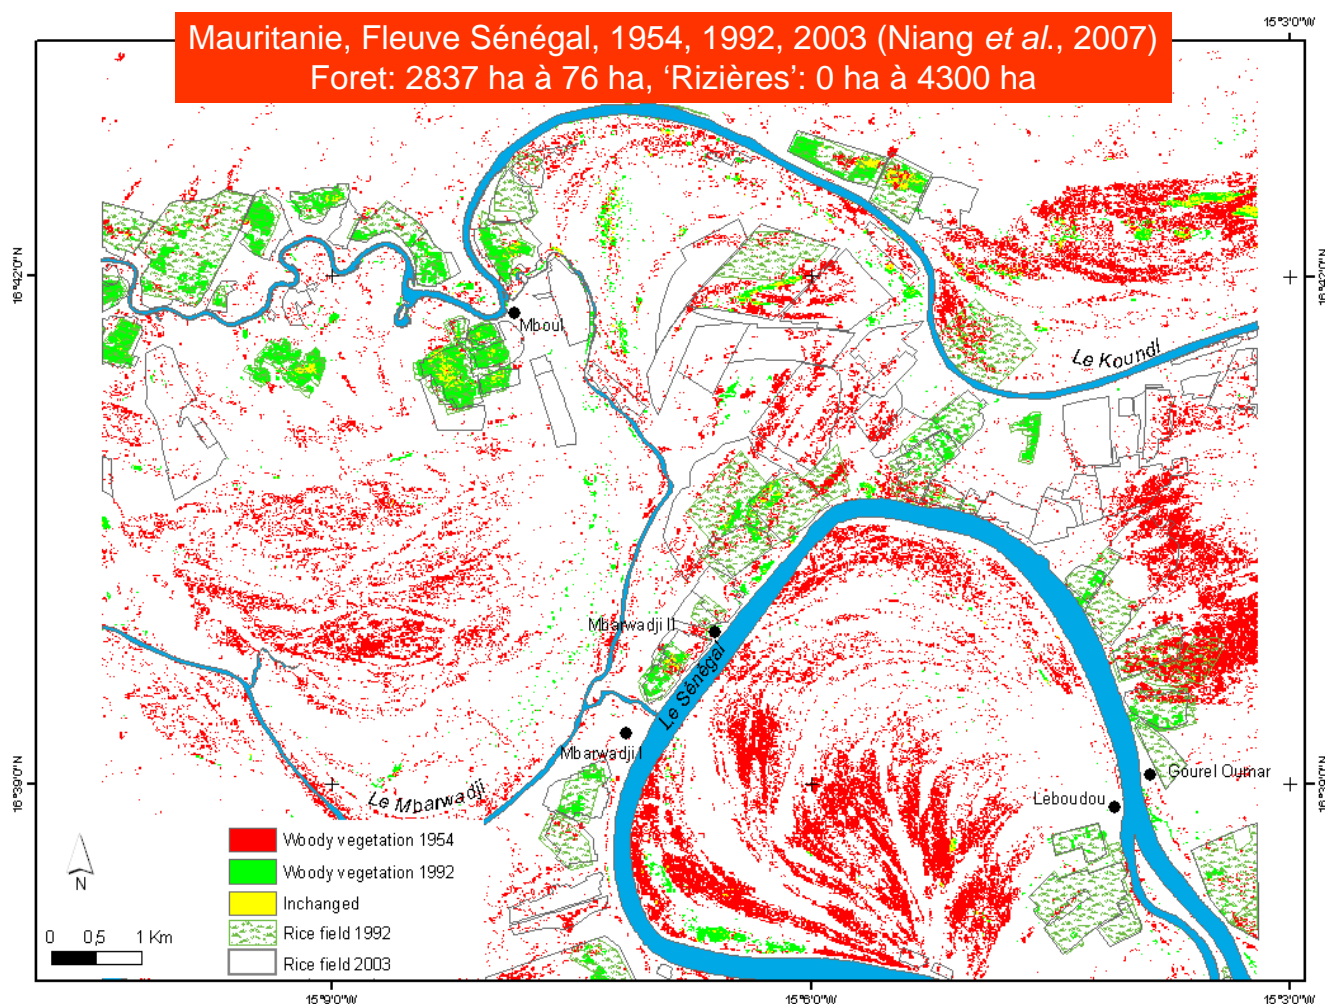 Mauritanie, Fleuve Sénégal, 1954, 1992, 2003 (Niang et al., 2007)
Foret: 2837 ha à 76 ha, ‘Rizières’: 0 ha à 4300 ha
15°3'0"W
16°42'0"N
16°42'0"N
Mboul
Le Koundl
Mbarwadji II
Le Sénégal
Mbarwadji I
16°39'0"N
16°39'0"N
Gourel Oumar
Leboudou
Le Mbarwadji
Woody vegetation 1954
Woody vegetation 1992
Inchanged
Rice field 1992
Rice field 2003
N
0 0,5 1 Km
15°9'0"W
15°6'0"W
15°3'0"W